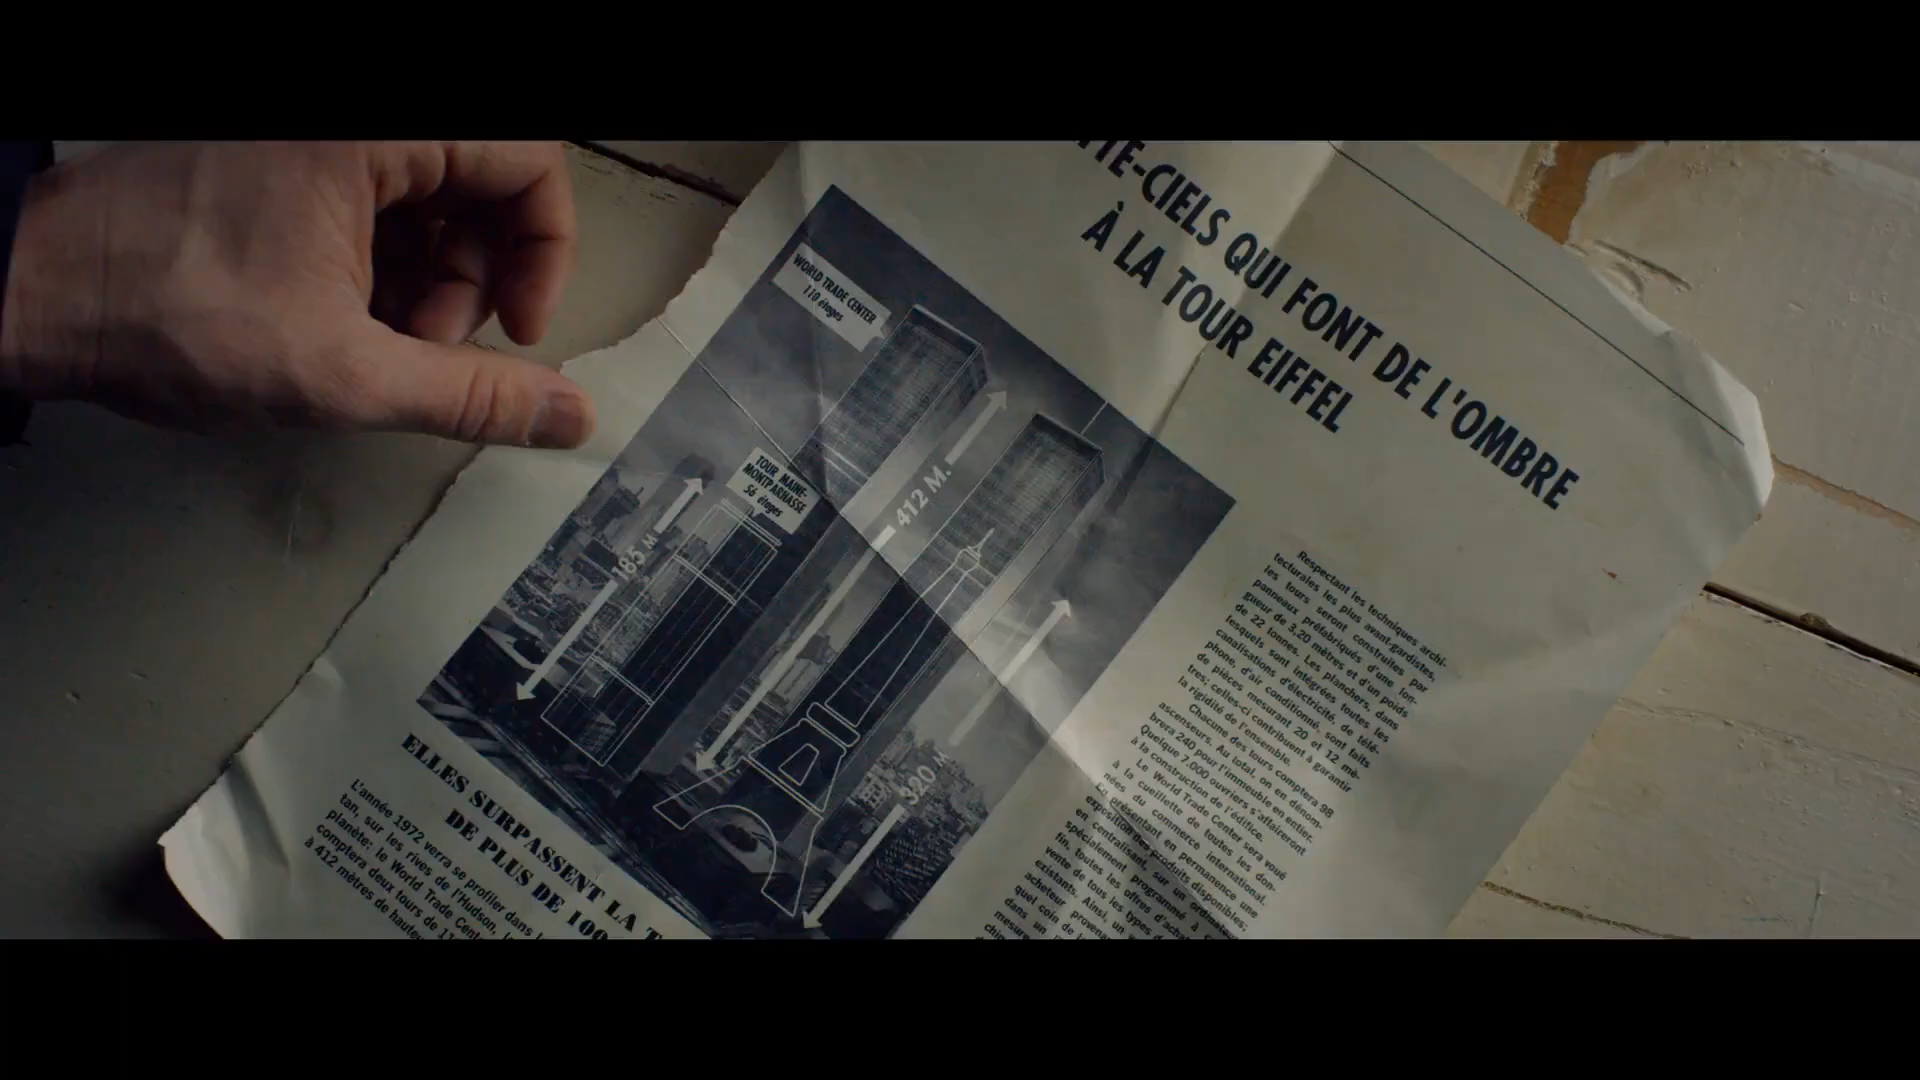 TTE-CIELS QUI FONT DE L'OMBRE
À LA TOUR EIFFEL
WORLD TRADE CENTER
110 étages
TOUR MAINE-
MONTPARNASSE
56 étages
412 M.
185 M
320 M
ELLES SURPASSENT LA T
DE PLUS DE 100
L'année 1972 verra se profiler dans l
tan, sur les rives de l'Hudson,
planète: le World Trade Cent
comptera deux tours de 11
à 412 mètres de hauteu
Respectant les techniques archi-
tecturales les plus avant-gardistes,
les tours seront construites par
panneaux préfabriqués d'une lon-
gueur de 3,20 mètres et d'un poids
de 22 tonnes. Les planchers, dans
lesquels sont intégrées toutes les
canalisations d'électricité, de télé-
phone, d'air conditionné, sont faits
de pièces mesurant 20 et 12 mè-
tres; celles-ci contribuent à garantir
la rigidité de l'ensemble.
Chacune des tours comptera 98
ascenseurs. Au total, on en dénom-
brera 240 pour l'immeuble en entier.
Quelque 7.000 ouvriers s'affaireront
à la construction de l'édifice.
Le World Trade Center sera voué
à la cueillette de toutes les don-
nées du commerce international.
En présentant en permanence une
exposition des produits disponibles;
en centralisant, sur un ordinateur
spécialement programmé à cette
fin, toutes les offres d'achat
vente de tous les types d
existants. Ainsi, un
acheteur provena
quel coin de l
dans un
mesure